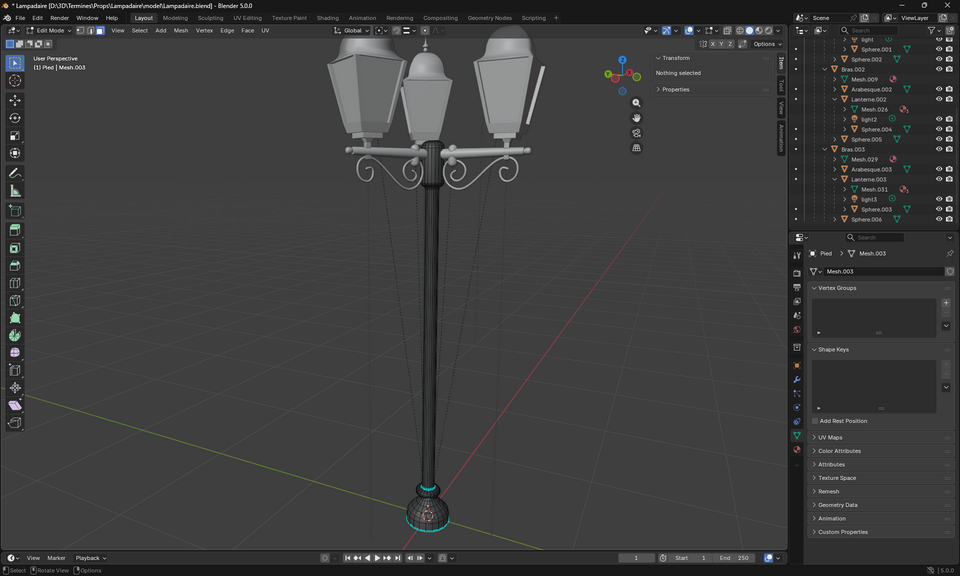 * Lampadaire [D:\3D\Termines\Props\Lampadaire\model\Lampadaire.blend] - Blender 5.0.0
File Edit Render Window Help Layout Modeling Sculpting UV Editing Texture Paint Shading Animation Rendering Compositing Geometry Nodes Scripting + Scene ViewLayer
Edit Mode View Select Add Mesh Vertex Edge Face UV Global Search
X Y Z Options
User Perspective
(1) Pied | Mesh.003
Transform
Nothing selected
Properties
Item
Tool
View
Animation
Z
Y
X
light
Sphere.001
Sphere.002
Bras.002
Mesh.009
Arabesque.002
Lanterne.002
Mesh.026
light2
Sphere.004
Sphere.005
Bras.003
Mesh.029
Arabesque.003
Lanterne.003
Mesh.031
light3
Sphere.003
Sphere.006
Search
Pied > Mesh.003
Mesh.003
Vertex Groups
Shape Keys
Add Rest Position
UV Maps
Color Attributes
Attributes
Texture Space
Remesh
Geometry Data
Animation
Custom Properties
View Marker Playback 1 Start 1 End 250
Select Rotate View Options 5.0.0